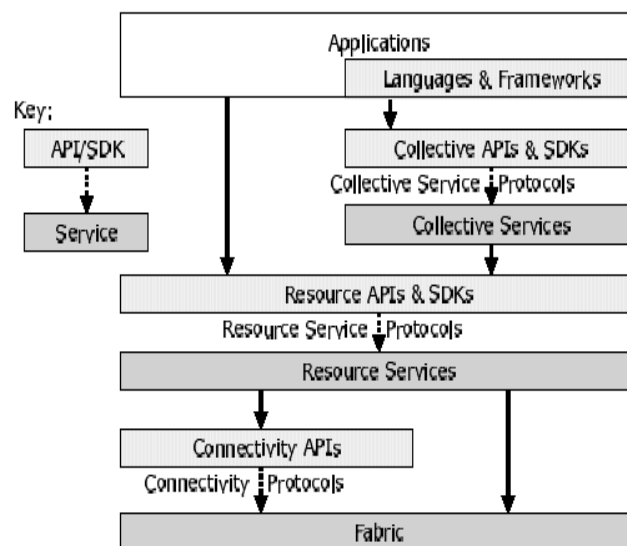 Applications
Languages & Frameworks
Key:
API/SDK
Collective APIs & SDKs
Collective Service Protocols
Service
Collective Services
Resource APIs & SDKs
Resource Service Protocols
Resource Services
Connectivity APIs
Connectivity Protocols
Fabric